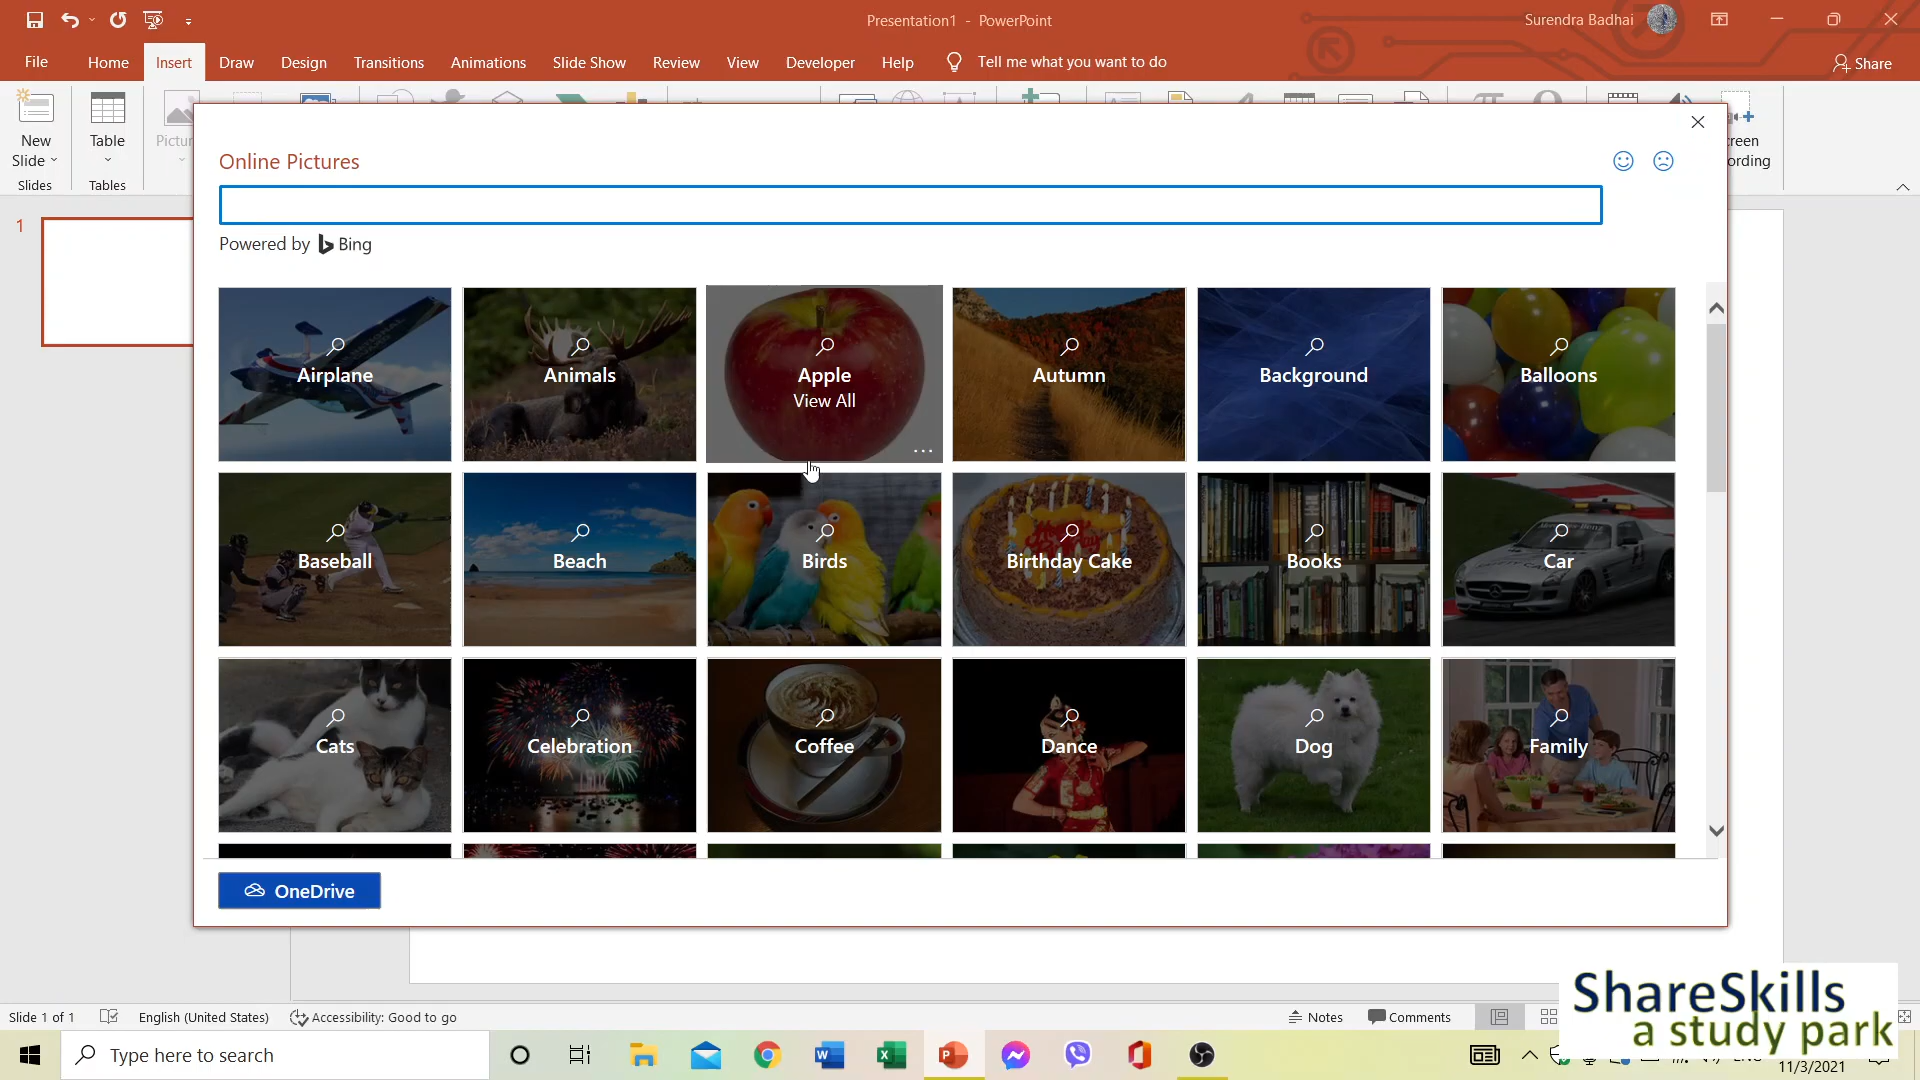 Presentation1 - PowerPoint
Surendra Badhai
File Home Insert Draw Design Transitions Animations Slide Show Review View Developer Help Tell me what you want to do
Share
New
Slide
Slides
Table
Tables
Online Pictures
Powered by Bing
Airplane
Animals
Apple
View All
Autumn
Background
Balloons
Baseball
Beach
Birds
Birthday Cake
Books
Car
Cats
Celebration
Coffee
Dance
Dog
Family
OneDrive
1
Slide 1 of 1
English (United States)
Accessibility: Good to go
Notes
Comments
Type here to search
ShareSkills
a study park
11/3/2021